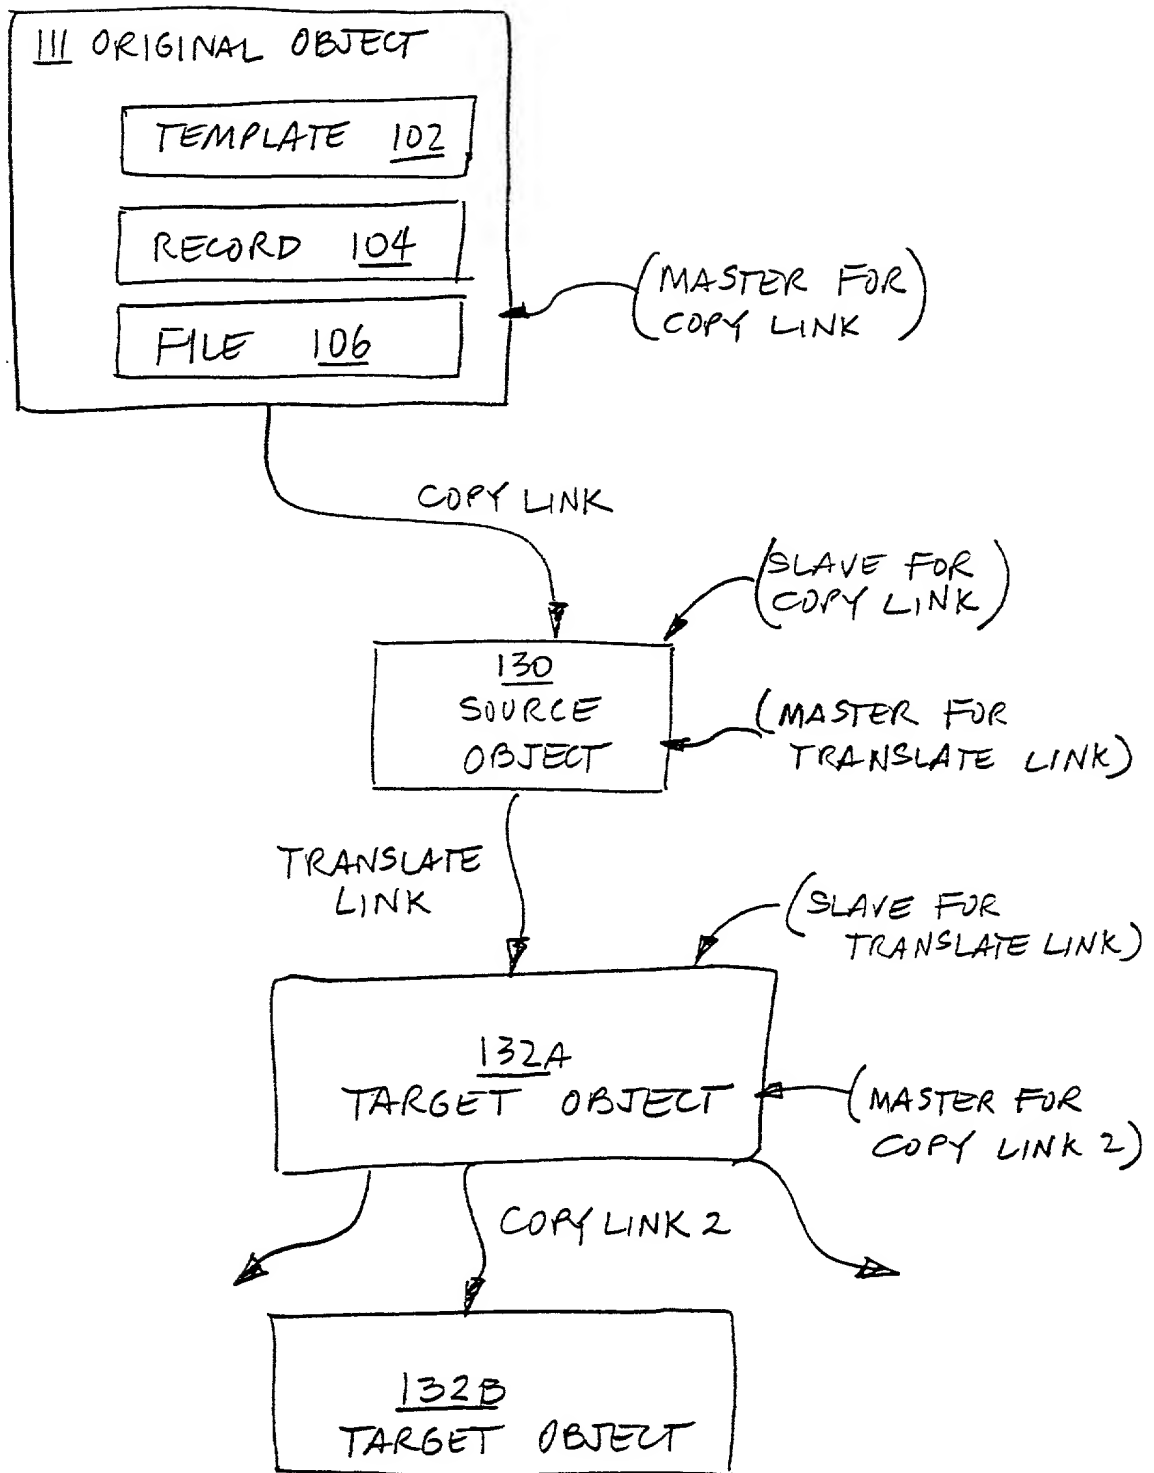 111 ORIGINAL OBJECT
TEMPLATE 102
RECORD 104
FILE 106
(MASTER FOR
COPY LINK)
COPY LINK
(SLAVE FOR
COPY LINK)
130
SOURCE
OBJECT
(MASTER FOR
TRANSLATE LINK)
TRANSLATE
LINK
(SLAVE FOR
TRANSLATE LINK)
132A
TARGET OBJECT
(MASTER FOR
COPY LINK 2)
COPY LINK 2
132B
TARGET OBJECT